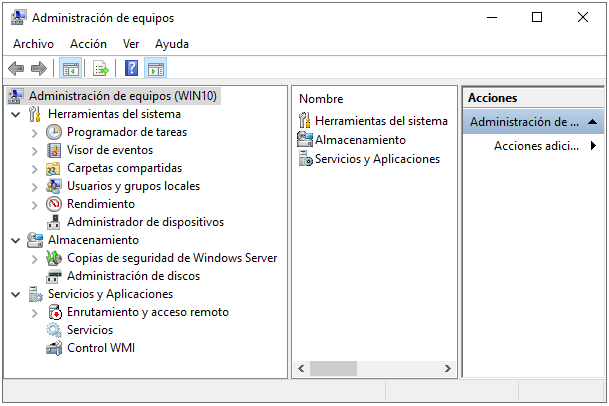 Administración de equipos
Archivo Acción Ver Ayuda
Administración de equipos (WIN10)
Herramientas del sistema
Programador de tareas
Visor de eventos
Carpetas compartidas
Usuarios y grupos locales
Rendimiento
Administrador de dispositivos
Almacenamiento
Copias de seguridad de Windows Server
Administración de discos
Servicios y Aplicaciones
Enrutamiento y acceso remoto
Servicios
Control WMI
Nombre
Herramientas del sistema
Almacenamiento
Servicios y Aplicaciones
Acciones
Administración de ...
Acciones adici...